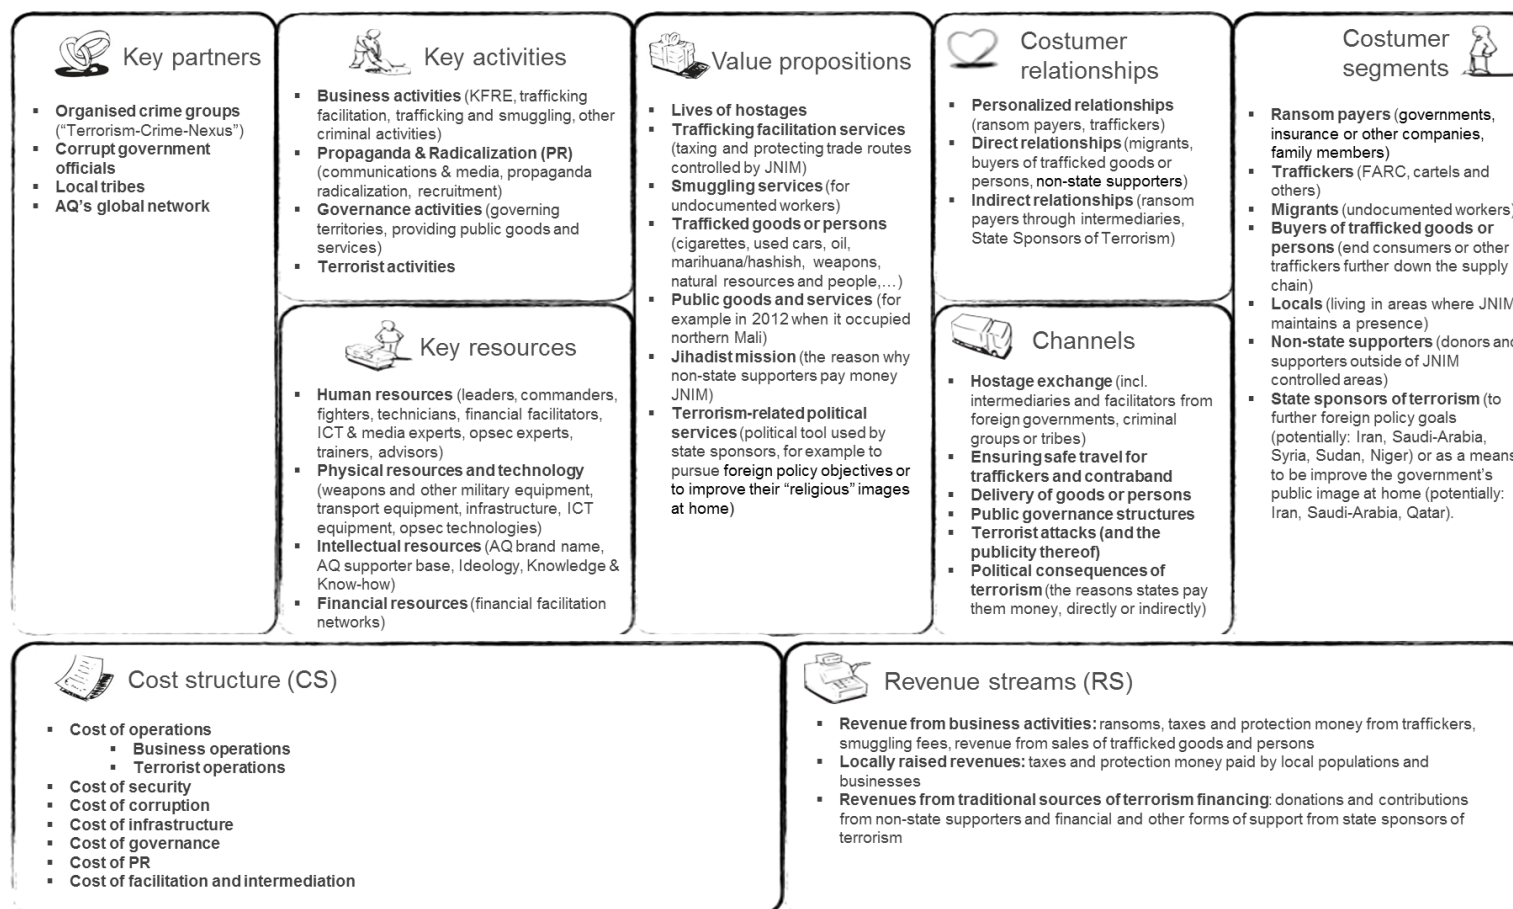 Key partners
▪ Organised crime groups
(“Terrorism-Crime-Nexus”)
▪ Corrupt government
officials
▪ Local tribes
▪ AQ’s global network
Key activities
▪ Business activities (KFRE, trafficking
facilitation, trafficking and smuggling, other
criminal activities)
▪ Propaganda & Radicalization (PR)
(communications & media, propaganda
radicalization, recruitment)
▪ Governance activities (governing
territories, providing public goods and
services)
▪ Terrorist activities
Key resources
▪ Human resources (leaders, commanders,
fighters, technicians, financial facilitators,
ICT & media experts, opsec experts,
trainers, advisors)
▪ Physical resources and technology
(weapons and other military equipment,
transport equipment, infrastructure, ICT
equipment, opsec technologies)
▪ Intellectual resources (AQ brand name,
AQ supporter base, Ideology, Knowledge &
Know-how)
▪ Financial resources (financial facilitation
networks)
Value propositions
▪ Lives of hostages
▪ Trafficking facilitation services
(taxing and protecting trade routes
controlled by JNIM)
▪ Smuggling services (for
undocumented workers)
▪ Trafficked goods or persons
(cigarettes, used cars, oil,
marihuana/hashish, weapons,
natural resources and people,…)
▪ Public goods and services (for
example in 2012 when it occupied
northern Mali)
▪ Jihadist mission (the reason why
non-state supporters pay money
JNIM)
▪ Terrorism-related political
services (political tool used by
state sponsors, for example to
pursue foreign policy objectives or
to improve their “religious” images
at home)
Costumer
relationships
▪ Personalized relationships
(ransom payers, traffickers)
▪ Direct relationships (migrants,
buyers of trafficked goods or
persons, non-state supporters)
▪ Indirect relationships (ransom
payers through intermediaries,
State Sponsors of Terrorism)
Channels
▪ Hostage exchange (incl.
intermediaries and facilitators from
foreign governments, criminal
groups or tribes)
▪ Ensuring safe travel for
traffickers and contraband
▪ Delivery of goods or persons
▪ Public governance structures
▪ Terrorist attacks (and the
publicity thereof)
▪ Political consequences of
terrorism (the reasons states pay
them money, directly or indirectly)
Costumer
segments
▪ Ransom payers (governments,
insurance or other companies,
family members)
▪ Traffickers (FARC, cartels and
others)
▪ Migrants (undocumented workers)
▪ Buyers of trafficked goods or
persons (end consumers or other
traffickers further down the supply
chain)
▪ Locals (living in areas where JNIM
maintains a presence)
▪ Non-state supporters (donors and
supporters outside of JNIM
controlled areas)
▪ State sponsors of terrorism (to
further foreign policy goals
(potentially: Iran, Saudi-Arabia,
Syria, Sudan, Niger) or as a means
to be improve the government’s
public image at home (potentially:
Iran, Saudi-Arabia, Qatar).
Cost structure (CS)
▪ Cost of operations
▪ Business operations
▪ Terrorist operations
▪ Cost of security
▪ Cost of corruption
▪ Cost of infrastructure
▪ Cost of governance
▪ Cost of PR
▪ Cost of facilitation and intermediation
Revenue streams (RS)
▪ Revenue from business activities: ransoms, taxes and protection money from traffickers,
smuggling fees, revenue from sales of trafficked goods and persons
▪ Locally raised revenues: taxes and protection money paid by local populations and
businesses
▪ Revenues from traditional sources of terrorism financing: donations and contributions
from non-state supporters and financial and other forms of support from state sponsors of
terrorism